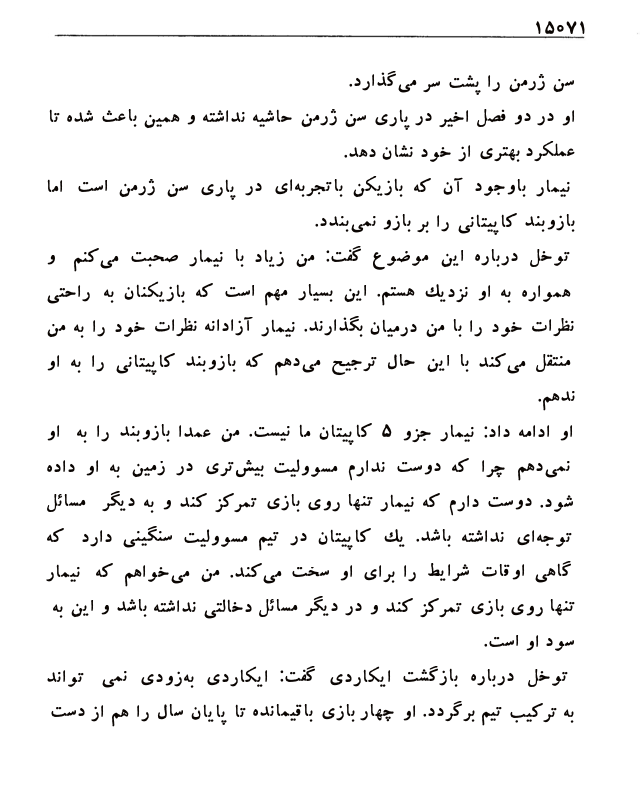 ۱۵۰۷۱
سن ژرمن را پشت سر می‌گذارد.
او در دو فصل اخیر در پاری سن ژرمن حاشیه نداشته و همین باعث شده تا
عملکرد بهتری از خود نشان دهد.
نیمار باوجود آن که بازیکن باتجربه‌ای در پاری سن ژرمن است اما
بازوبند کاپیتانی را بر بازو نمی‌بندد.
توخل درباره این موضوع گفت: من زیاد با نیمار صحبت می‌کنم و
همواره به او نزدیك هستم. این بسیار مهم است که بازیکنان به راحتی
نظرات خود را با من درمیان بگذارند. نیمار آزادانه نظرات خود را به من
منتقل می‌کند با این حال ترجیح می‌دهم که بازوبند کاپیتانی را به او
ندهم.
او ادامه داد: نیمار جزو ۵ کاپیتان ما نیست. من عمدا بازوبند را به او
نمی‌دهم چرا که دوست ندارم مسوولیت بیش‌تری در زمین به او داده
شود. دوست دارم که نیمار تنها روی بازی تمرکز کند و به دیگر مسائل
توجه‌ای نداشته باشد. یك کاپیتان در تیم مسوولیت سنگینی دارد که
گاهی اوقات شرایط را برای او سخت می‌کند. من می‌خواهم که نیمار
تنها روی بازی تمرکز کند و در دیگر مسائل دخالتی نداشته باشد و این به
سود او است.
توخل درباره بازگشت ایکاردی گفت: ایکاردی به‌زودی نمی تواند
به ترکیب تیم برگردد. او چهار بازی باقیمانده تا پایان سال را هم از دست